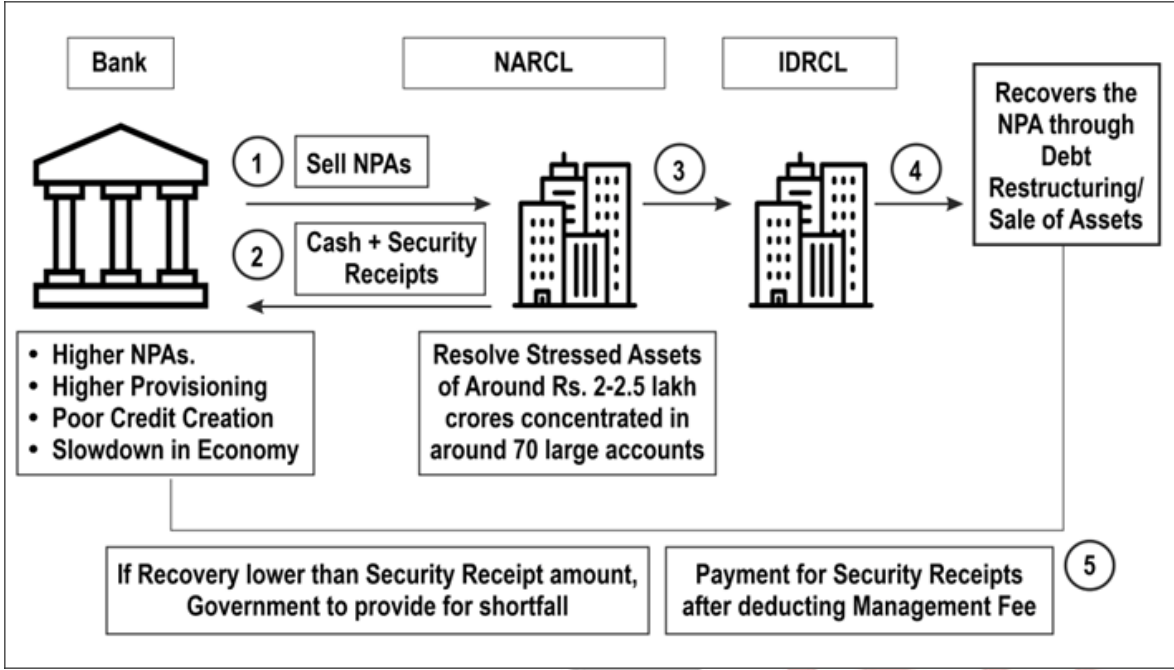 Bank
NARCL
IDRCL
Recovers the
NPA through
Debt
Restructuring/
Sale of Assets
1
Sell NPAs
2
Cash + Security
Receipts
3
4
• Higher NPAs.
• Higher Provisioning
• Poor Credit Creation
• Slowdown in Economy
Resolve Stressed Assets
of Around Rs. 2-2.5 lakh
crores concentrated in
around 70 large accounts
If Recovery lower than Security Receipt amount,
Government to provide for shortfall
Payment for Security Receipts
after deducting Management Fee
5